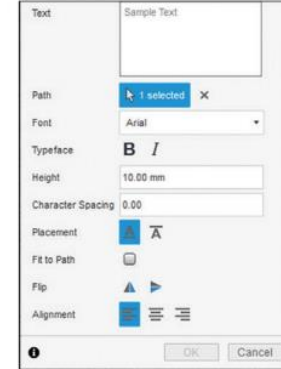 Text Sample Text
Path 1 selected
Font Arial
Typeface B I
Height 10.00 mm
Character Spacing 0.00
Placement A A
Fit to Path
Flip
Alignment
OK Cancel